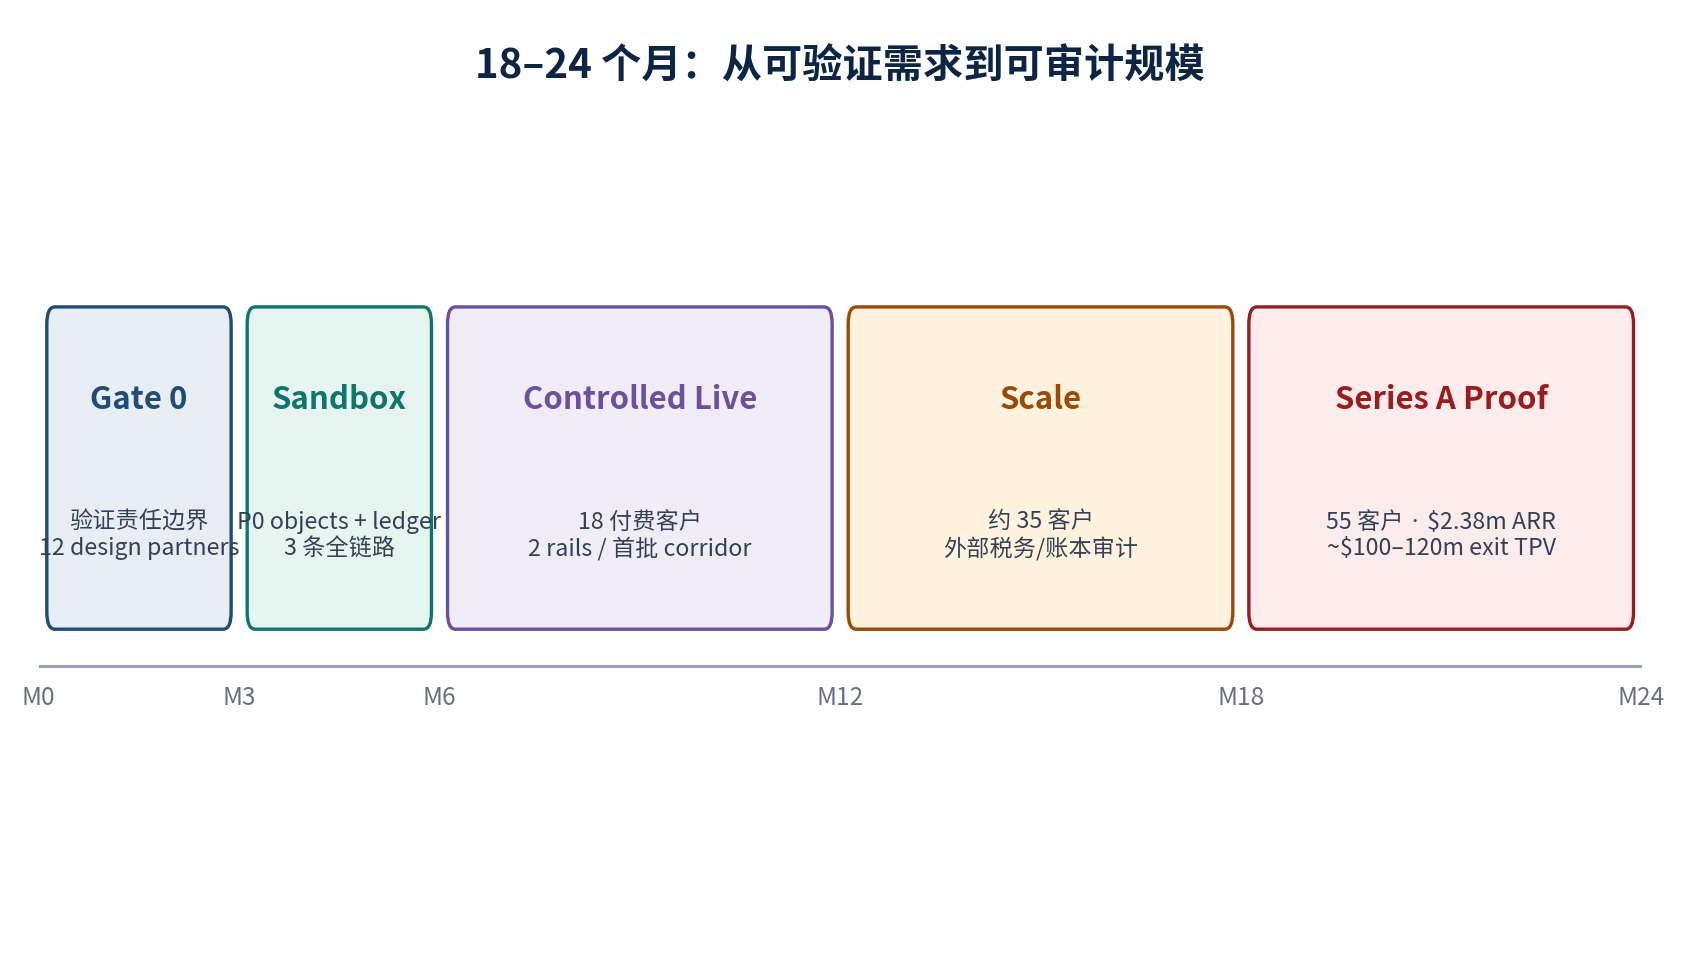 18–24 个月：从可验证需求到可审计规模
Gate 0
验证责任边界
12 design partners
Sandbox
P0 objects + ledger
3 条全链路
Controlled Live
18 付费客户
2 rails / 首批 corridor
Scale
约 35 客户
外部税务/账本审计
Series A Proof
55 客户 · $2.38m ARR
~$100–120m exit TPV
M0
M3
M6
M12
M18
M24